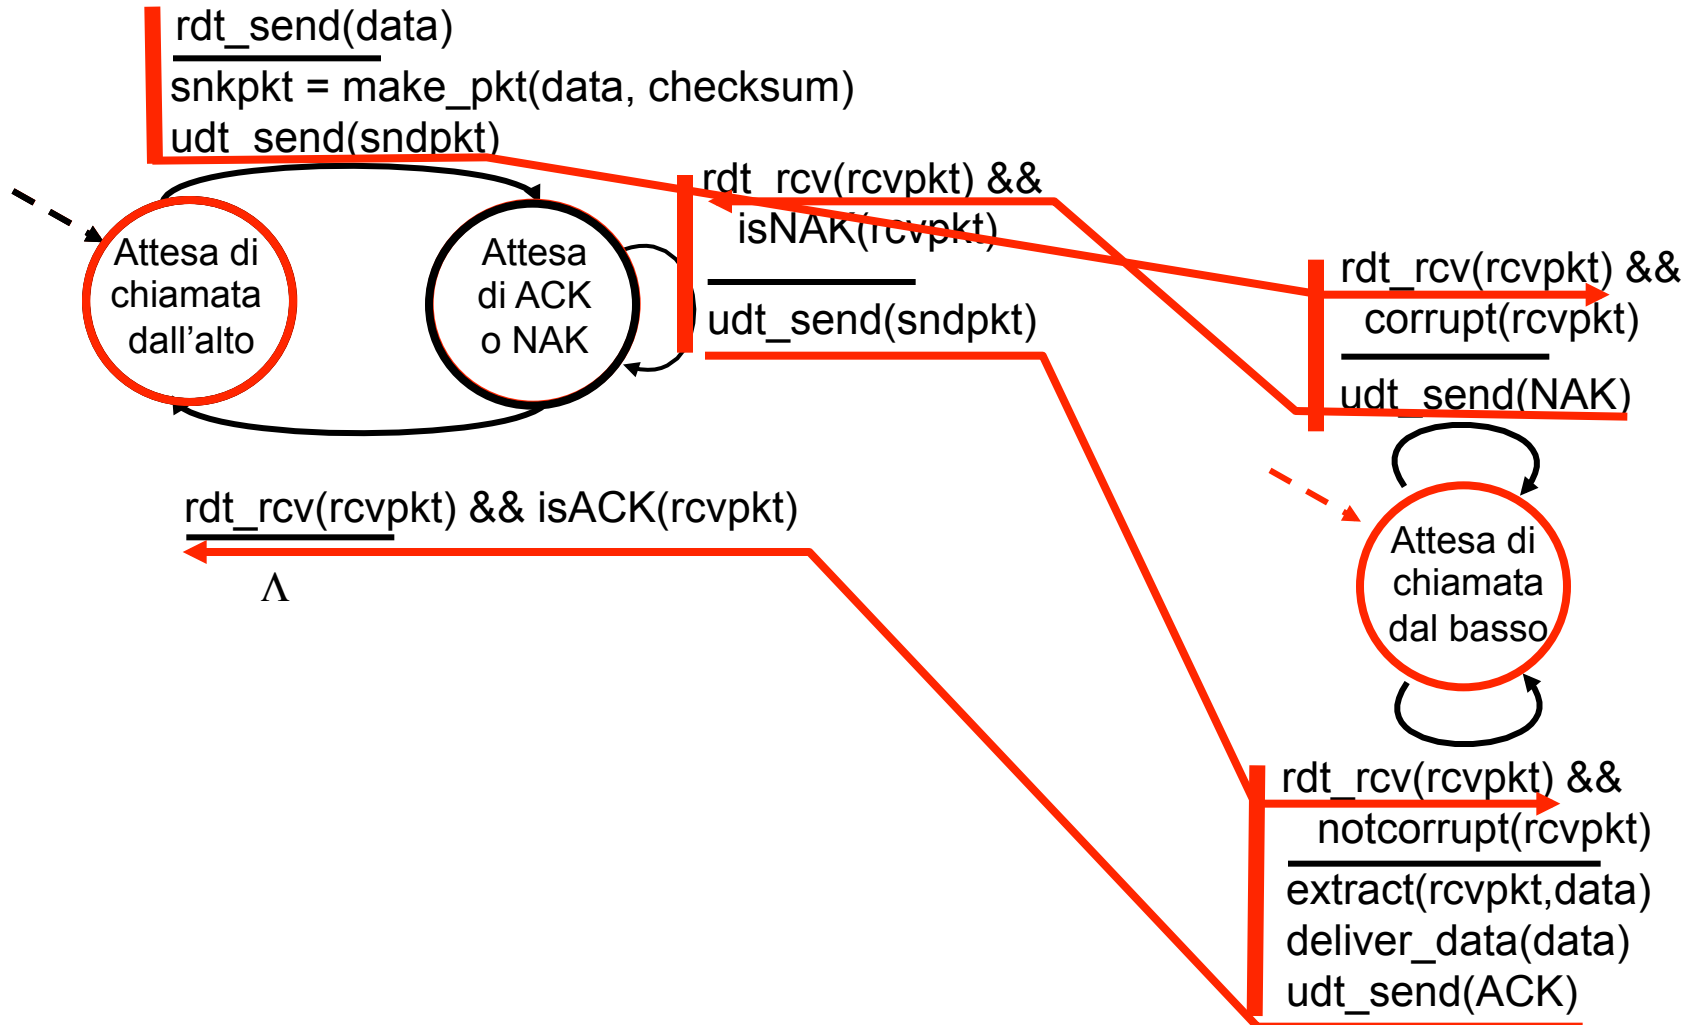 rdt_send(data)
snkpkt = make_pkt(data, checksum)
udt_send(sndpkt)
rdt_rcv(rcvpkt) &&
isNAK(rcvpkt)
udt_send(sndpkt)
Attesa di
chiamata
dall'alto
Attesa
di ACK
o NAK
rdt_rcv(rcvpkt) && isACK(rcvpkt)
Λ
rdt_rcv(rcvpkt) &&
corrupt(rcvpkt)
udt_send(NAK)
Attesa di
chiamata
dal basso
rdt_rcv(rcvpkt) &&
notcorrupt(rcvpkt)
extract(rcvpkt,data)
deliver_data(data)
udt_send(ACK)